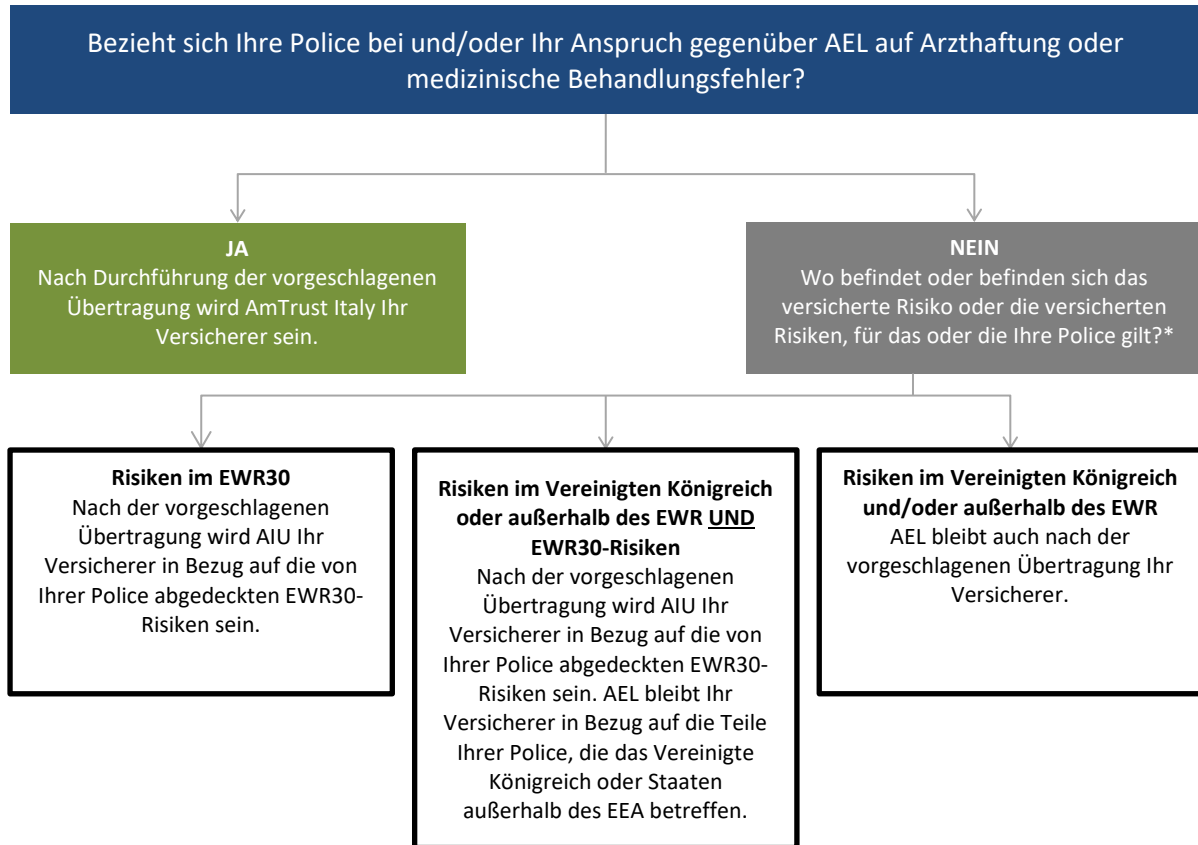 Bezieht sich Ihre Police bei und/oder Ihr Anspruch gegenüber AEL auf Arzthaftung oder
medizinische Behandlungsfehler?
JA
Nach Durchführung der vorgeschlagenen
Übertragung wird AmTrust Italy Ihr
Versicherer sein.
NEIN
Wo befindet oder befinden sich das
versicherte Risiko oder die versicherten
Risiken, für das oder die Ihre Police gilt?*
Risiken im EWR30
Nach der vorgeschlagenen
Übertragung wird AIU Ihr
Versicherer in Bezug auf die von
Ihrer Police abgedeckten EWR30-
Risiken sein.
Risiken im Vereinigten Königreich
oder außerhalb des EWR UND
EWR30-Risiken
Nach der vorgeschlagenen
Übertragung wird AIU Ihr
Versicherer in Bezug auf die von
Ihrer Police abgedeckten EWR30-
Risiken sein. AEL bleibt Ihr
Versicherer in Bezug auf die Teile
Ihrer Police, die das Vereinigte
Königreich oder Staaten
außerhalb des EEA betreffen.
Risiken im Vereinigten Königreich
und/oder außerhalb des EWR
AEL bleibt auch nach der
vorgeschlagenen Übertragung Ihr
Versicherer.